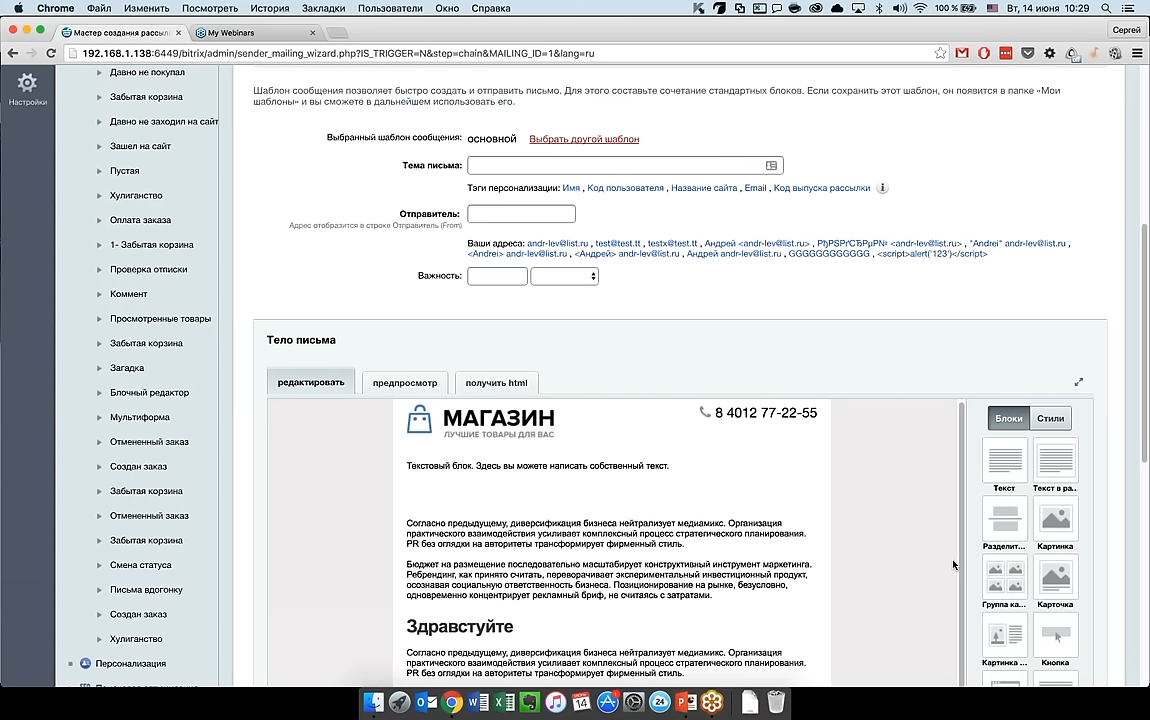 Chrome Файл Изменить Посмотреть История Закладки Пользователи Окно Справка 100 % Вт, 14 июня 10:29
Мастер создания рассыл
My Webinars
Сергей
192.168.1.138:6449/bitrix/admin/sender_mailing_wizard.php?IS_TRIGGER=N&step=chain&MAILING_ID=1&lang=ru
Настройки
Давно не покупал
Забытая корзина
Давно не заходил на сайт
Зашел на сайт
Пустая
Хулиганство
Оплата заказа
1- Забытая корзина
Проверка отписки
Коммент
Просмотренные товары
Забытая корзина
Загадка
Блочный редактор
Мультиформа
Отмененный заказ
Создан заказ
Забытая корзина
Отмененный заказ
Забытая корзина
Смена статуса
Письма вдогонку
Создан заказ
Хулиганство
Персонализация
Шаблон сообщения позволяет быстро создать и отправить письмо. Для этого составьте сочетание стандартных блоков. Если сохранить этот шаблон, он появится в папке «Мои
шаблоны» и вы сможете в дальнейшем использовать его.
Выбранный шаблон сообщения: ОСНОВНОЙ Выбрать другой шаблон
Тема письма:
Тэги персонализации: Имя , Код пользователя , Название сайта , Email , Код выпуска рассылки
Отправитель:
Адрес отобразится в строке Отправитель (From)
Ваши адреса: andr-lev@list.ru , test@test.tt , testx@test.tt , Андрей <andr-lev@list.ru> , РђРЅРґСЂРµР№ <andr-lev@list.ru> , "Andrei" andr-lev@list.ru ,
<Andrei> andr-lev@list.ru , <Андрей> andr-lev@list.ru , Андрей andr-lev@list.ru , GGGGGGGGGGGG , <script>alert('123')</script>
Важность:
Тело письма
редактировать
предпросмотр
получить html
МАГАЗИН
ЛУЧШИЕ ТОВАРЫ ДЛЯ ВАС
8 4012 77-22-55
Текстовый блок. Здесь вы можете написать собственный текст.
Согласно предыдущему, диверсификация бизнеса нейтрализует медиамикс. Организация
практического взаимодействия усиливает комплексный процесс стратегического планирования.
PR без оглядки на авторитеты трансформирует фирменный стиль.
Бюджет на размещение последовательно масштабирует конструктивный инструмент маркетинга.
Ребрендинг, как принято считать, переворачивает экспериментальный инвестиционный продукт,
осознавая социальную ответственность бизнеса. Позиционирование на рынке, безусловно,
одновременно концентрирует рекламный бриф, не считаясь с затратами.
Здравстуйте
Согласно предыдущему, диверсификация бизнеса нейтрализует медиамикс. Организация
практического взаимодействия усиливает комплексный процесс стратегического планирования.
PR без оглядки на авторитеты трансформирует фирменный стиль.
Блоки Стили
Текст Текст в ра...
Разделит... Картинка
Группа ка... Карточка
Картинка ... Кнопка
14
24